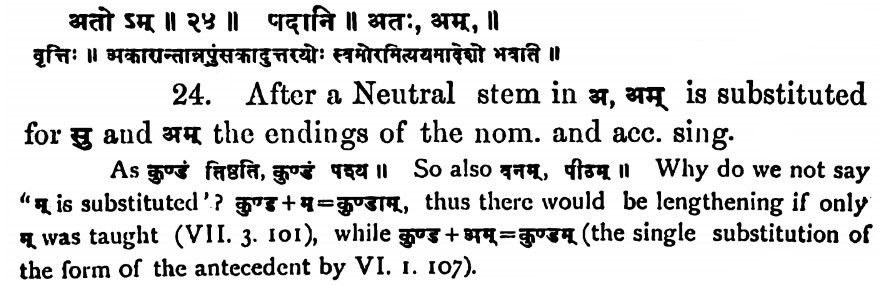 अतो ऽम् ॥ २४ ॥ पदानि ॥ अतः, अम्, ॥
वृत्तिः ॥ अकारान्तान्नपुंसकादुत्तरयोः स्वमोरमित्ययमादेशो भवति ॥
24. After a Neutral stem in अ, अम् is substituted
for सु and अम् the endings of the nom. and acc. sing.
As कुण्डं तिष्ठति, कुण्डं पश्य ॥ So also वनम्, पीठम् ॥ Why do we not say
"म् is substituted'? कुण्ड+म=कुण्डाम्, thus there would be lengthening if only
म् was taught (VII. 3. 101), while कुण्ड+अम्=कुण्डम् (the single substitution of
the form of the antecedent by VI. 1. 107).